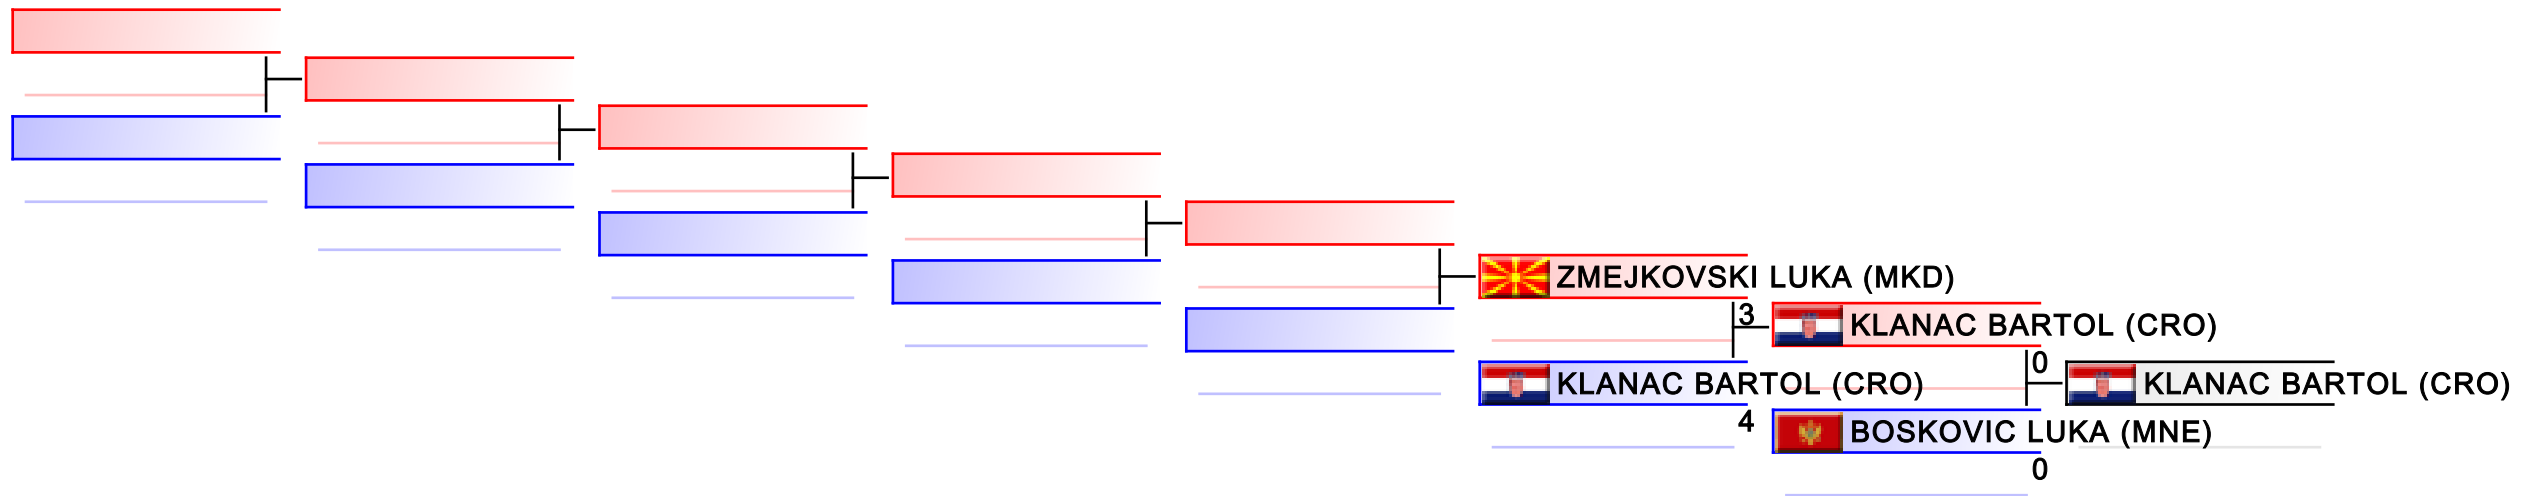 ZMEJKOVSKI LUKA (MKD)
3
KLANAC BARTOL (CRO)
4
KLANAC BARTOL (CRO)
0
BOSKOVIC LUKA (MNE)
0
KLANAC BARTOL (CRO)